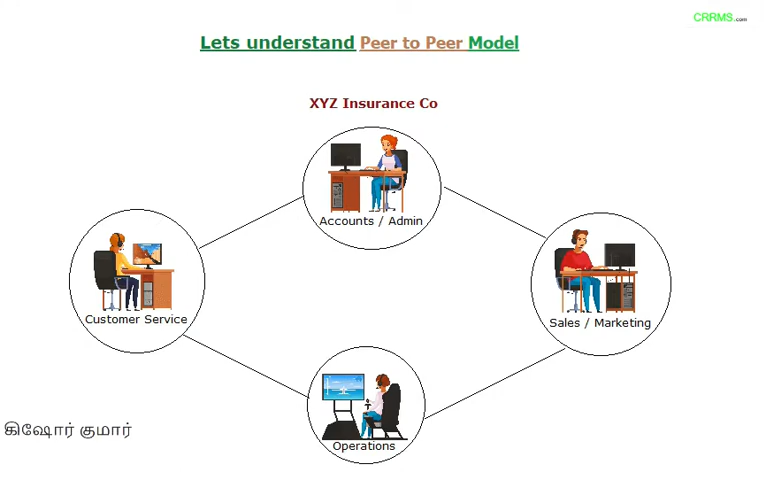 CRRMS.com
Lets understand Peer to Peer Model
XYZ Insurance Co
Accounts / Admin
Customer Service
Sales / Marketing
Operations
கிஷோர் குமார்